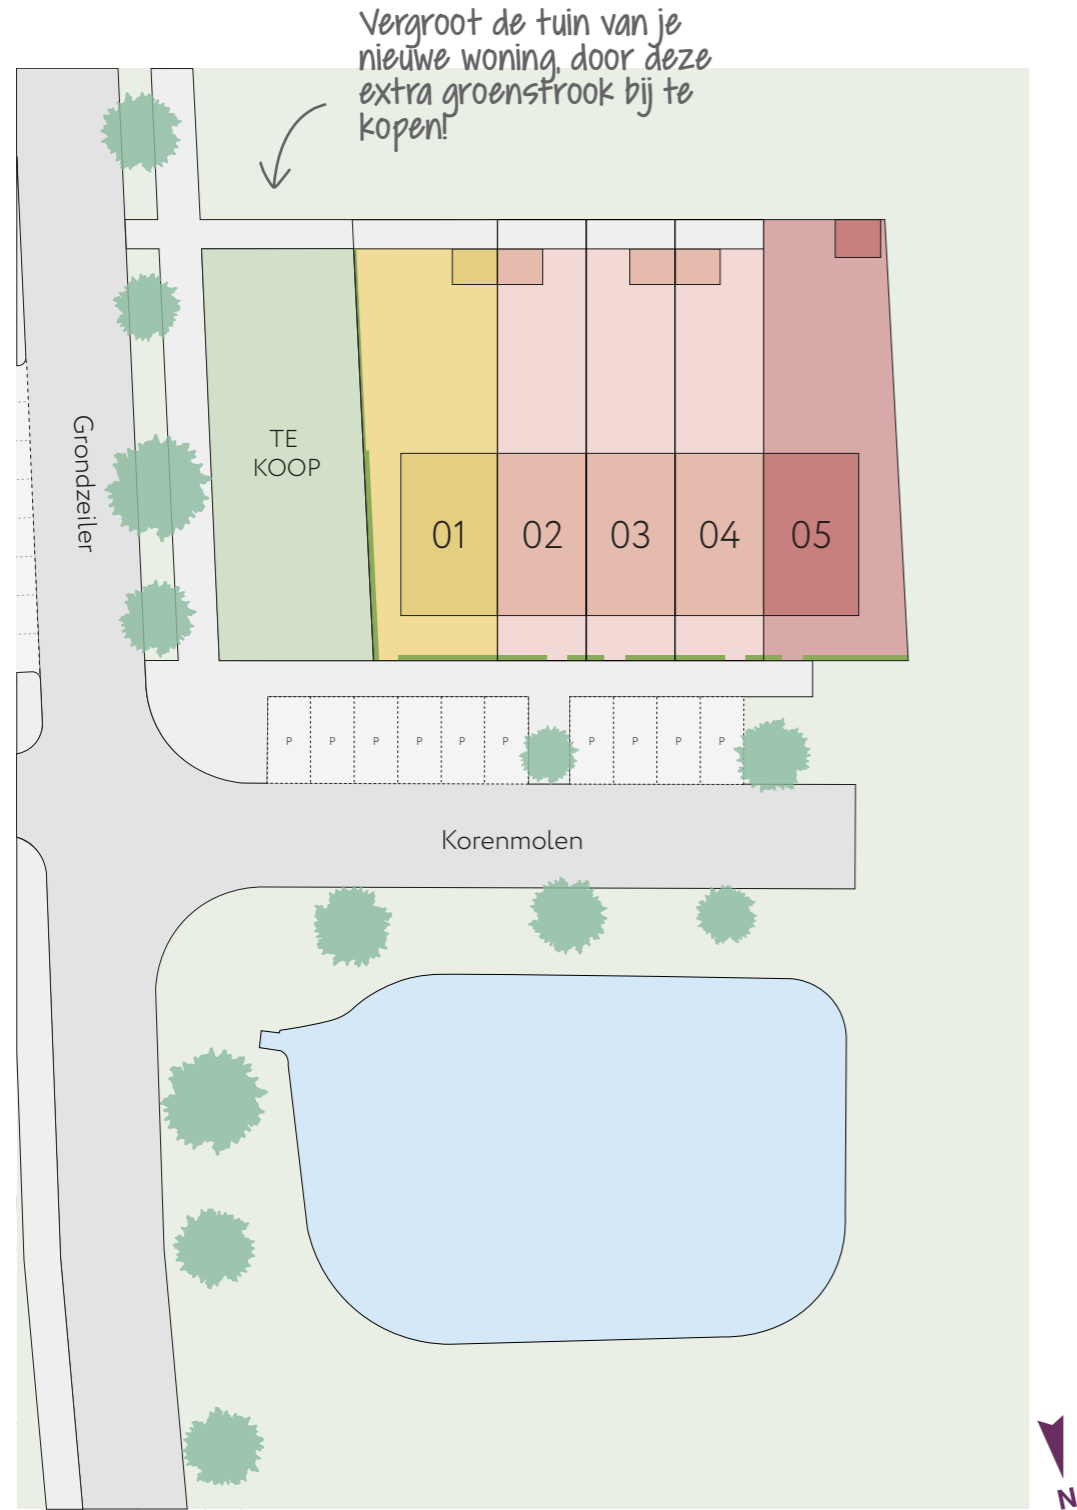 Vergroot de tuin van je
nieuwe woning, door deze
extra groenstrook bij te
kopen!
TE
KOOP
Grondzeiler
01 02 03 04 05
P P P P P P P P P P
Korenmolen
N